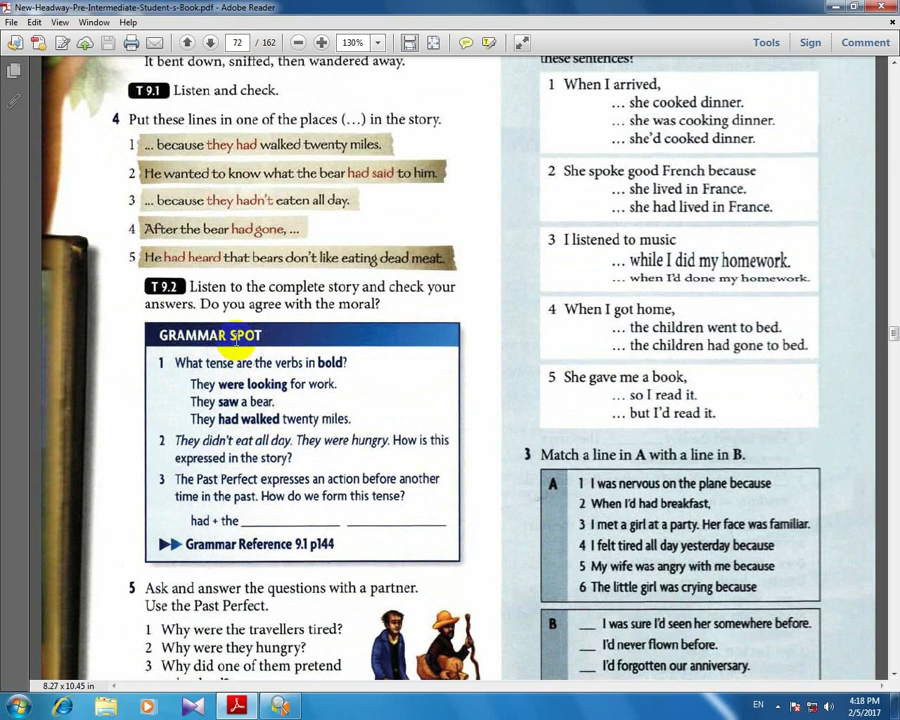 New-Headway-Pre-Intermediate-Student-s-Book.pdf - Adobe Reader
File Edit View Window Help
72 / 162 130% Tools Sign Comment
It bent down, sniffed, then wandered away.
T 9.1 Listen and check.
4 Put these lines in one of the places (…) in the story.
1 … because they had walked twenty miles.
2 He wanted to know what the bear had said to him.
3 … because they hadn't eaten all day.
4 After the bear had gone, …
5 He had heard that bears don't like eating dead meat.
T 9.2 Listen to the complete story and check your
answers. Do you agree with the moral?
GRAMMAR SPOT
1 What tense are the verbs in bold?
They were looking for work.
They saw a bear.
They had walked twenty miles.
2 They didn't eat all day. They were hungry. How is this
expressed in the story?
3 The Past Perfect expresses an action before another
time in the past. How do we form this tense?
had + the ____________ ____________
Grammar Reference 9.1 p144
5 Ask and answer the questions with a partner.
Use the Past Perfect.
1 Why were the travellers tired?
2 Why were they hungry?
3 Why did one of them pretend
these sentences?
1 When I arrived,
… she cooked dinner.
… she was cooking dinner.
… she'd cooked dinner.
2 She spoke good French because
… she lived in France.
… she had lived in France.
3 I listened to music
… while I did my homework.
… when I'd done my homework.
4 When I got home,
… the children went to bed.
… the children had gone to bed.
5 She gave me a book,
… so I read it.
… but I'd read it.
3 Match a line in A with a line in B.
A 1 I was nervous on the plane because
2 When I'd had breakfast,
3 I met a girl at a party. Her face was familiar.
4 I felt tired all day yesterday because
5 My wife was angry with me because
6 The little girl was crying because
B __ I was sure I'd seen her somewhere before.
__ I'd never flown before.
__ I'd forgotten our anniversary.
8.27 x 10.45 in
EN 4:18 PM
2/5/2017